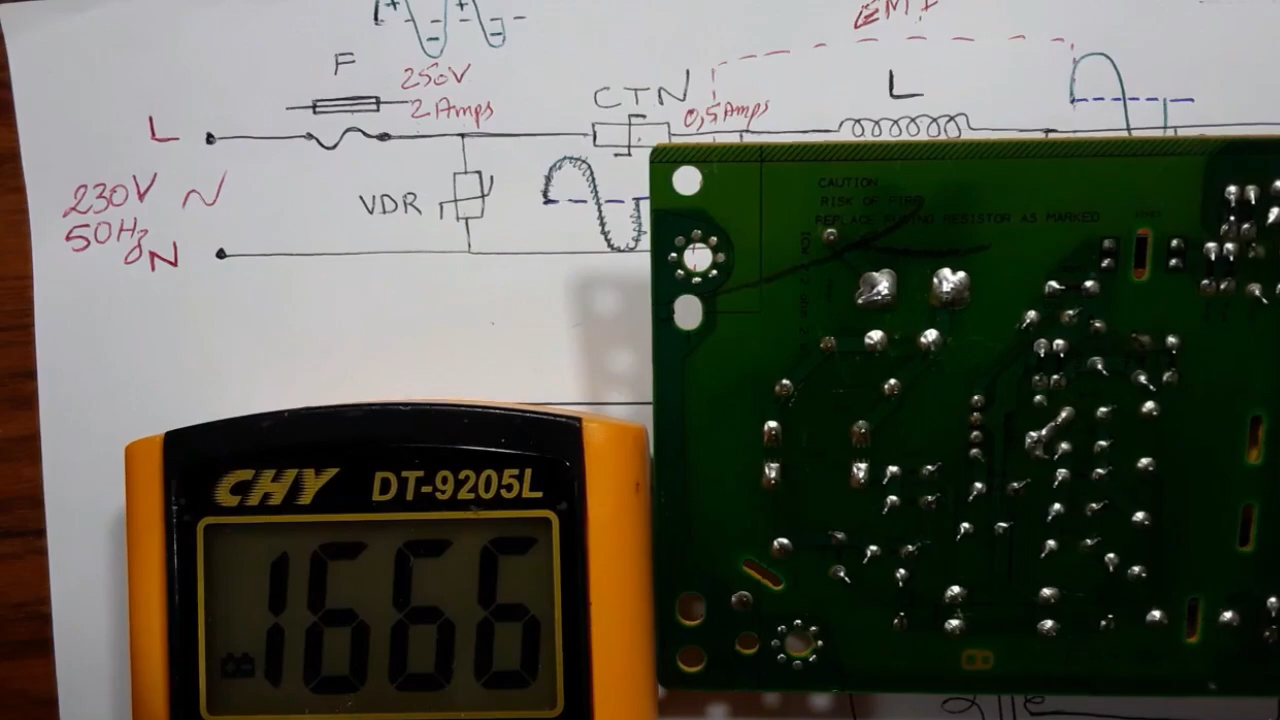 EMI
F
250V
2 Amps
CTN
0,5 Amps
L
L
230V
50Hz
N
VDR
CAUTION
RISK OF FIRE
REPLACE FUSING RESISTOR AS MARKED
CHY DT-9205L
1666